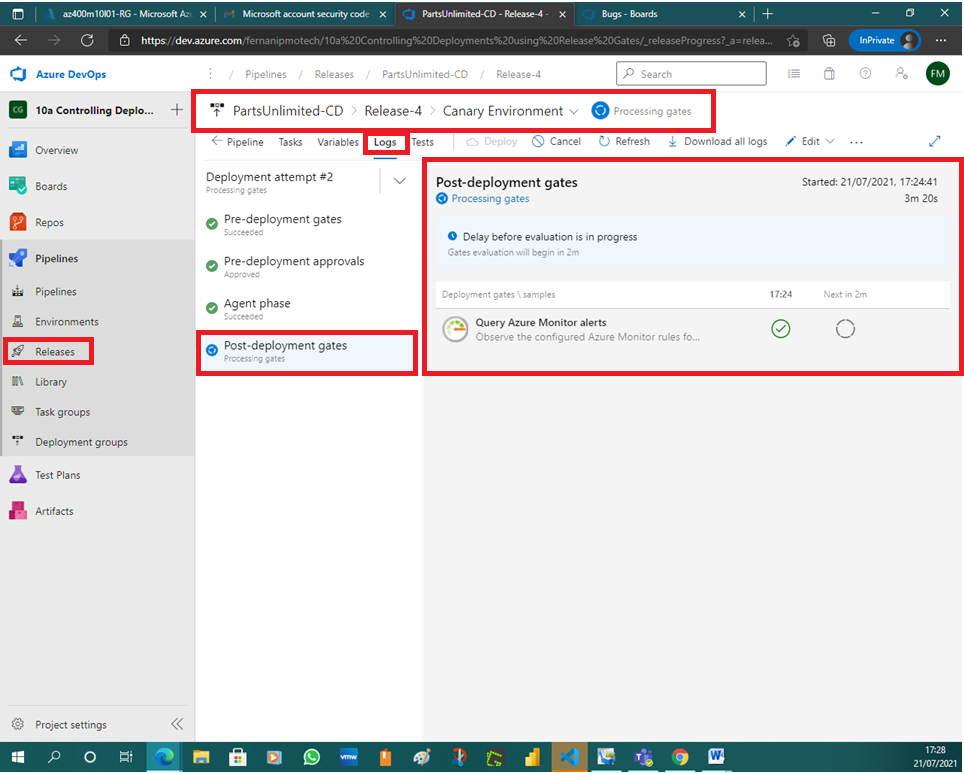 az400m10l01-RG - Microsoft Az
Microsoft account security code
PartsUnlimited-CD - Release-4 -
Bugs - Boards
https://dev.azure.com/fernanipmotech/10a%20Controlling%20Deployments%20using%20Release%20Gates/_releaseProgress?_a=relea...
InPrivate
Azure DevOps
/ Pipelines / Releases / PartsUnlimited-CD / Release-4
Search
FM
CG
10a Controlling Deplo...
PartsUnlimited-CD > Release-4 > Canary Environment
Processing gates
Pipeline Tasks Variables Logs Tests
Deploy Cancel Refresh Download all logs Edit ...
Overview
Boards
Repos
Pipelines
Pipelines
Environments
Releases
Library
Task groups
Deployment groups
Test Plans
Artifacts
Project settings
Deployment attempt #2
Processing gates
Pre-deployment gates
Succeeded
Pre-deployment approvals
Approved
Agent phase
Succeeded
Post-deployment gates
Processing gates
Post-deployment gates
Started: 21/07/2021, 17:24:41
Processing gates
3m 20s
Delay before evaluation is in progress
Gates evaluation will begin in 2m
Deployment gates \ samples
17:24
Next in 2m
Query Azure Monitor alerts
Observe the configured Azure Monitor rules fo...
vmw
17:28
21/07/2021